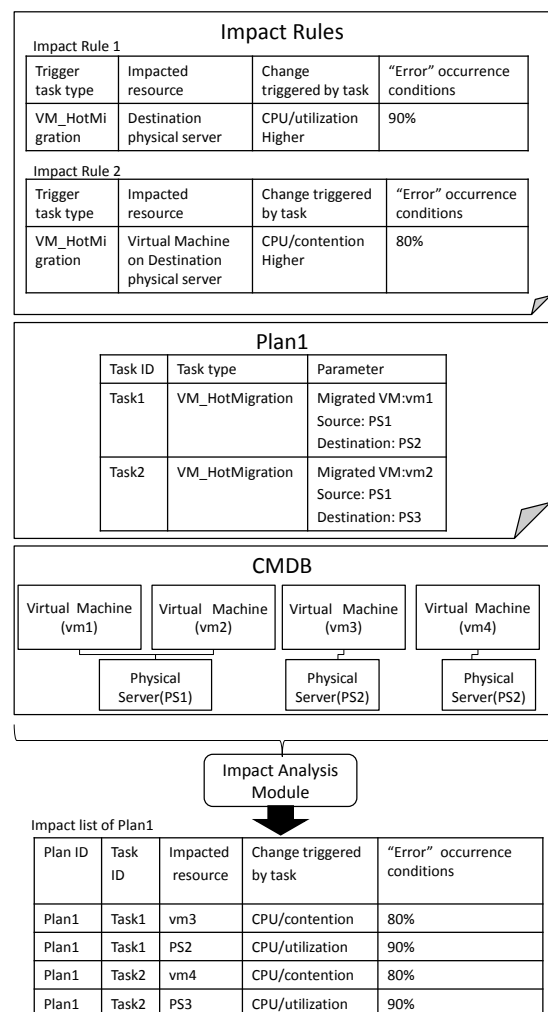 Impact Rules
Impact Rule 1
Trigger task type | Impacted resource | Change triggered by task | “Error” occurrence conditions
VM_HotMigration | Destination physical server | CPU/utilization Higher | 90%
Impact Rule 2
Trigger task type | Impacted resource | Change triggered by task | “Error” occurrence conditions
VM_HotMigration | Virtual Machine on Destination physical server | CPU/contention Higher | 80%
Plan1
Task ID | Task type | Parameter
Task1 | VM_HotMigration | Migrated VM:vm1
Source: PS1
Destination: PS2
Task2 | VM_HotMigration | Migrated VM:vm2
Source: PS1
Destination: PS3
CMDB
Virtual Machine (vm1)
Virtual Machine (vm2)
Virtual Machine (vm3)
Virtual Machine (vm4)
Physical Server(PS1)
Physical Server(PS2)
Physical Server(PS2)
Impact Analysis Module
Impact list of Plan1
Plan ID | Task ID | Impacted resource | Change triggered by task | “Error” occurrence conditions
Plan1 | Task1 | vm3 | CPU/contention | 80%
Plan1 | Task1 | PS2 | CPU/utilization | 90%
Plan1 | Task2 | vm4 | CPU/contention | 80%
Plan1 | Task2 | PS3 | CPU/utilization | 90%